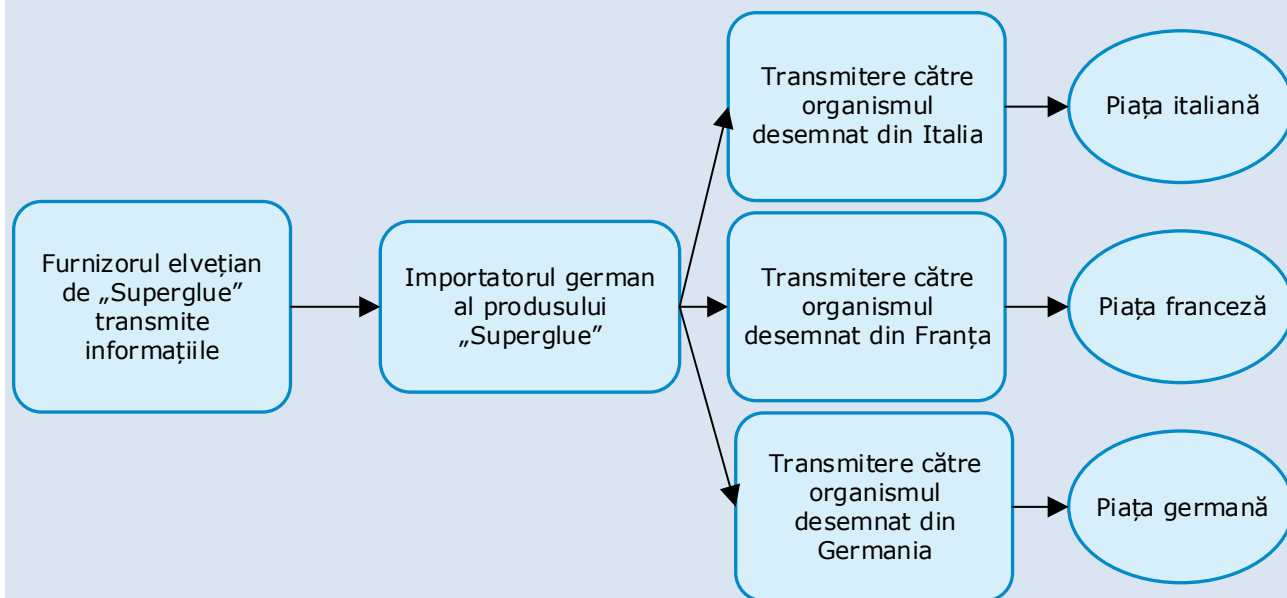 Furnizorul elvețian
de „Superglue”
transmite
informațiile
Importatorul german
al produsului
„Superglue”
Transmitere către
organismul
desemnat din Italia
Piața italiană
Transmitere către
organismul
desemnat din Franța
Piața franceză
Transmitere către
organismul
desemnat din
Germania
Piața germană